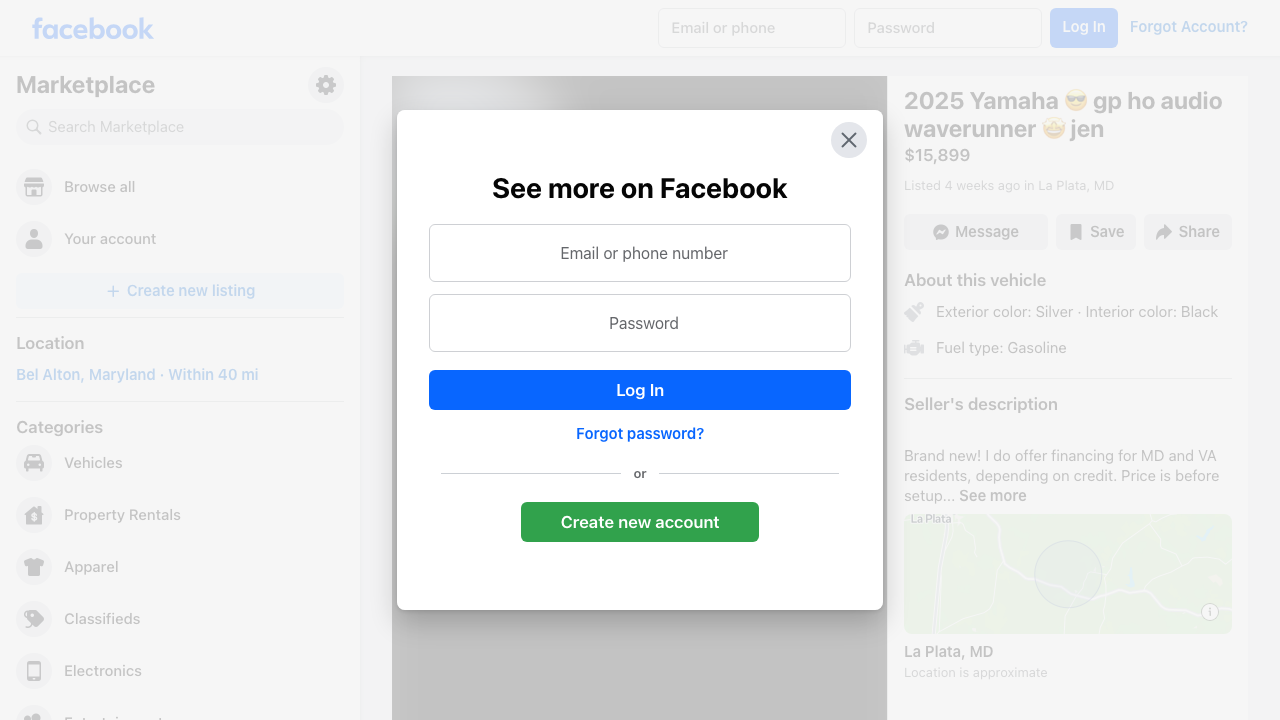 facebook
Email or phone
Password
Log In
Forgot Account?
Marketplace
Search Marketplace
Browse all
Your account
Create new listing
Location
Bel Alton, Maryland · Within 40 mi
Categories
Vehicles
Property Rentals
Apparel
Classifieds
Electronics
See more on Facebook
Email or phone number
Password
Log In
Forgot password?
or
Create new account
2025 Yamaha 😎 gp ho audio
waverunner 🤩 jen
$15,899
Listed 4 weeks ago in La Plata, MD
Message
Save
Share
About this vehicle
Exterior color: Silver · Interior color: Black
Fuel type: Gasoline
Seller's description
Brand new! I do offer financing for MD and VA
residents, depending on credit. Price is before
setup... See more
La Plata
La Plata, MD
Location is approximate